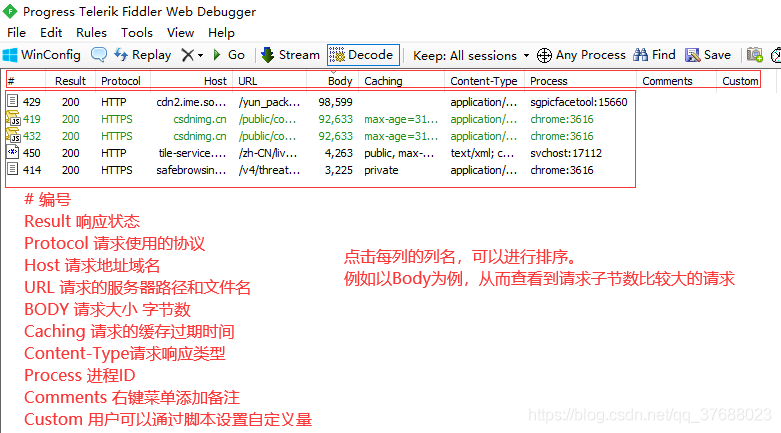 Progress Telerik Fiddler Web Debugger
File Edit Rules Tools View Help
WinConfig Replay Go Stream Decode Keep: All sessions Any Process Find Save
# Result Protocol Host URL Body Caching Content-Type Process Comments Custom
429 200 HTTP cdn2.ime.so... /yun_pack... 98,599 application/... sgpicfacetool:15660
419 200 HTTPS csdnimg.cn /public/co... 92,633 max-age=31... application/... chrome:3616
432 200 HTTPS csdnimg.cn /public/co... 92,633 max-age=31... application/... chrome:3616
450 200 HTTP tile-service.... /zh-CN/liv... 4,263 public, max-... text/xml; c... svchost:17112
414 200 HTTPS safebrowsin... /v4/threat... 3,225 private application/... chrome:3616
# 编号
Result 响应状态
Protocol 请求使用的协议
Host 请求地址域名
URL 请求的服务器路径和文件名
BODY 请求大小 字节数
Caching 请求的缓存过期时间
Content-Type请求响应类型
Process 进程ID
Comments 右键菜单添加备注
Custom 用户可以通过脚本设置自定义量
点击每列的列名，可以进行排序。
例如以Body为例，从而查看到请求子节数比较大的请求
https://blog.csdn.net/qq_37688023